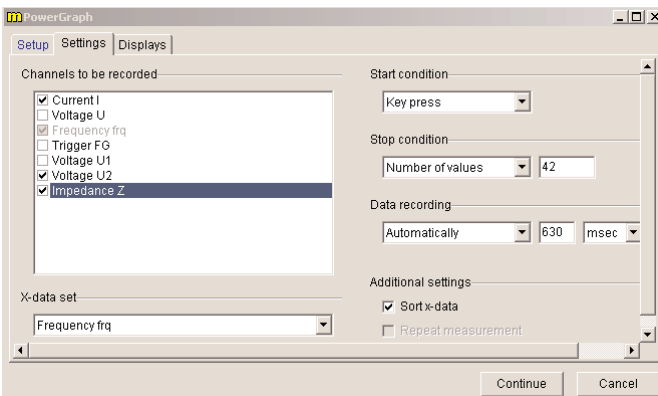 PowerGraph
Setup Settings Displays
Channels to be recorded
Current I
Voltage U
Frequency frq
Trigger FG
Voltage U1
Voltage U2
Impedance Z
X-data set
Frequency frq
Start condition
Key press
Stop condition
Number of values 42
Data recording
Automatically 630 msec
Additional settings
Sort x-data
Repeat measurement
Continue Cancel